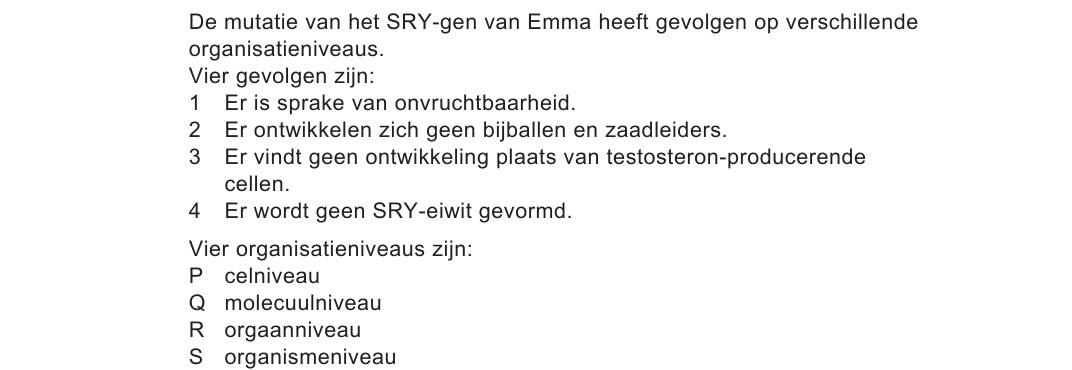 De mutatie van het SRY-gen van Emma heeft gevolgen op verschillende
organisatieniveaus.
Vier gevolgen zijn:
1 Er is sprake van onvruchtbaarheid.
2 Er ontwikkelen zich geen bijballen en zaadleiders.
3 Er vindt geen ontwikkeling plaats van testosteron-producerende
cellen.
4 Er wordt geen SRY-eiwit gevormd.
Vier organisatieniveaus zijn:
P celniveau
Q molecuulniveau
R orgaanniveau
S organismeniveau